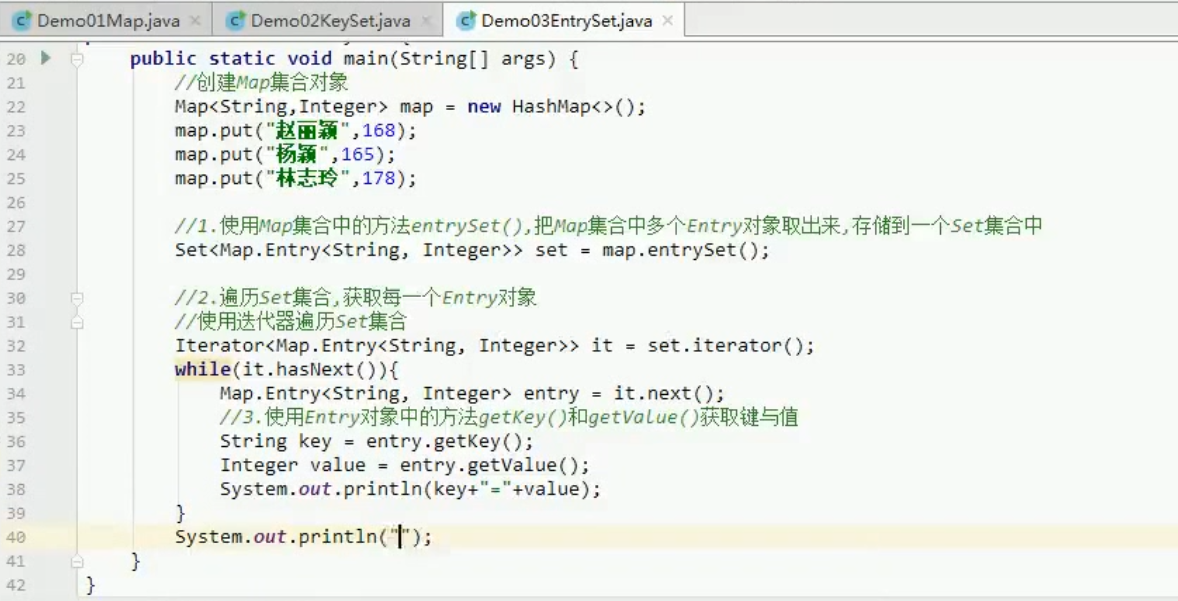 Demo01Map.java × Demo02KeySet.java × Demo03EntrySet.java ×
20 public static void main(String[] args) {
21 //创建Map集合对象
22 Map<String,Integer> map = new HashMap<>();
23 map.put("赵丽颖",168);
24 map.put("杨颖",165);
25 map.put("林志玲",178);
26
27 //1.使用Map集合中的方法entrySet(),把Map集合中多个Entry对象取出来,存储到一个Set集合中
28 Set<Map.Entry<String, Integer>> set = map.entrySet();
29
30 //2.遍历Set集合,获取每一个Entry对象
31 //使用迭代器遍历Set集合
32 Iterator<Map.Entry<String, Integer>> it = set.iterator();
33 while(it.hasNext()){
34 Map.Entry<String, Integer> entry = it.next();
35 //3.使用Entry对象中的方法getKey()和getValue()获取键与值
36 String key = entry.getKey();
37 Integer value = entry.getValue();
38 System.out.println(key+"="+value);
39 }
40 System.out.println("");
41 }
42 }